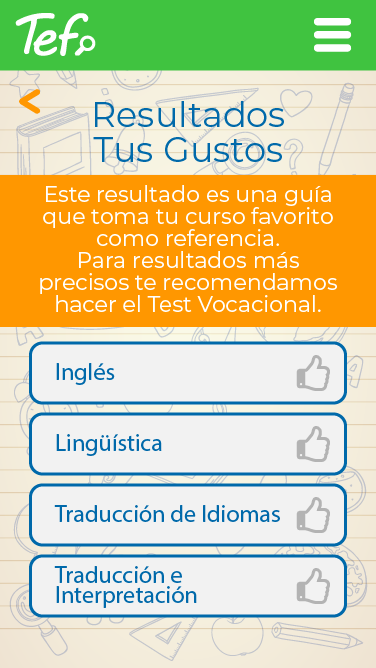 Tef
Resultados
Tus Gustos
Este resultado es una guía
que toma tu curso favorito
como referencia.
Para resultados más
precisos te recomendamos
hacer el Test Vocacional.
Inglés
Lingüística
Traducción de Idiomas
Traducción e
Interpretación